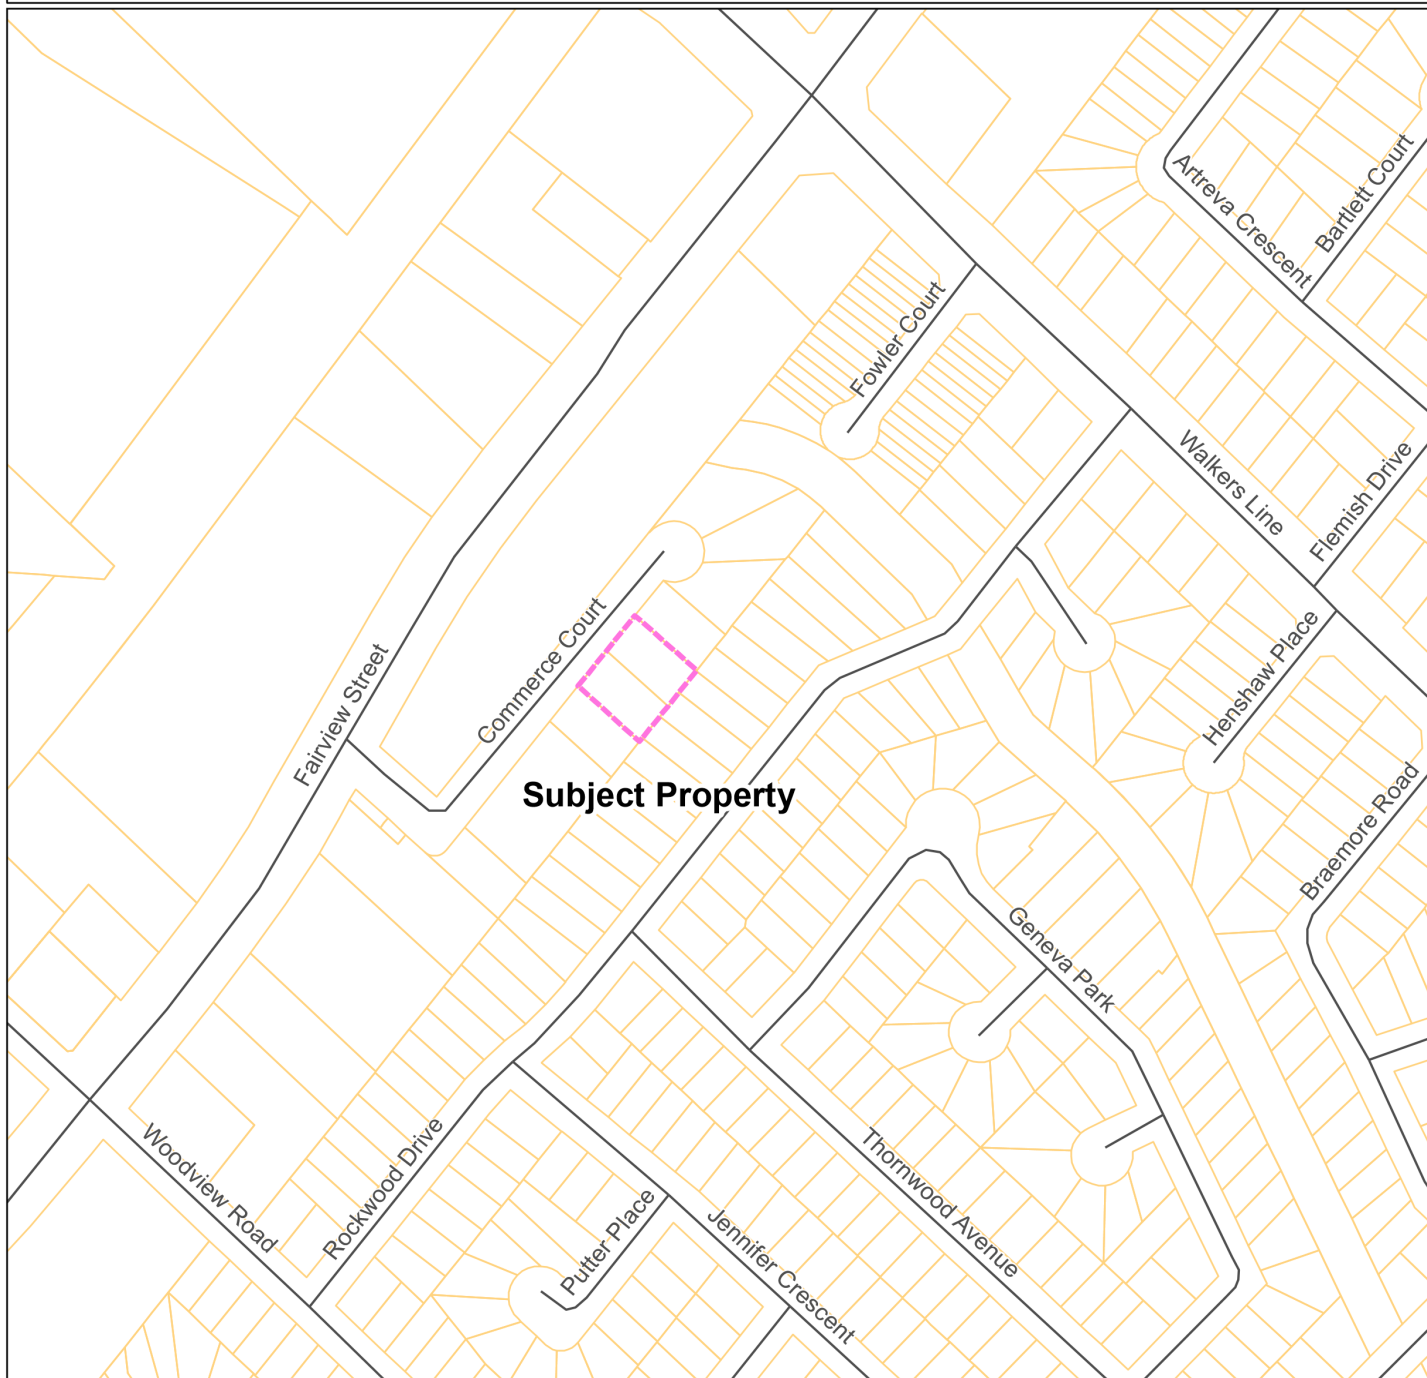 Artreva Crescent
Bartlett Court
Fowler Court
Walkers Line
Flemish Drive
Commerce Court
Fairview Street
Henshaw Place
Subject Property
Braemore Road
Geneva Park
Woodview Road
Rockwood Drive
Thornwood Avenue
Putter Place
Jennifer Crescent